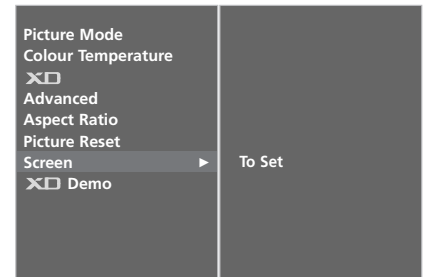 Picture Mode
Colour Temperature
XD
Advanced
Aspect Ratio
Picture Reset
Screen ► To Set
XD Demo